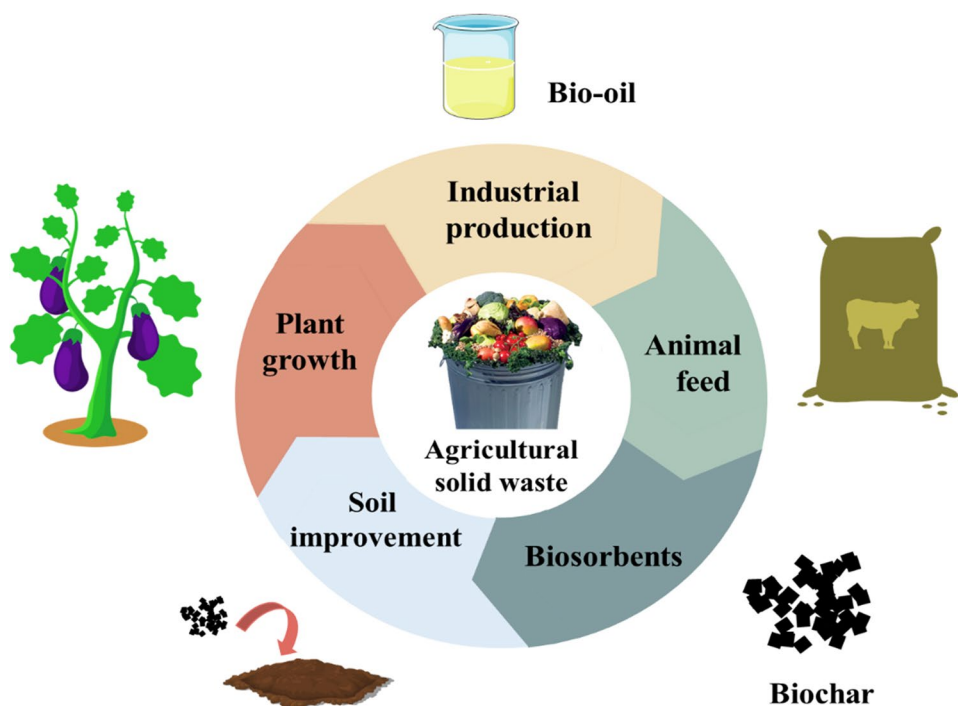 Bio-oil
Industrial
production
Plant
growth
Animal
feed
Agricultural
solid waste
Soil
improvement
Biosorbents
Biochar